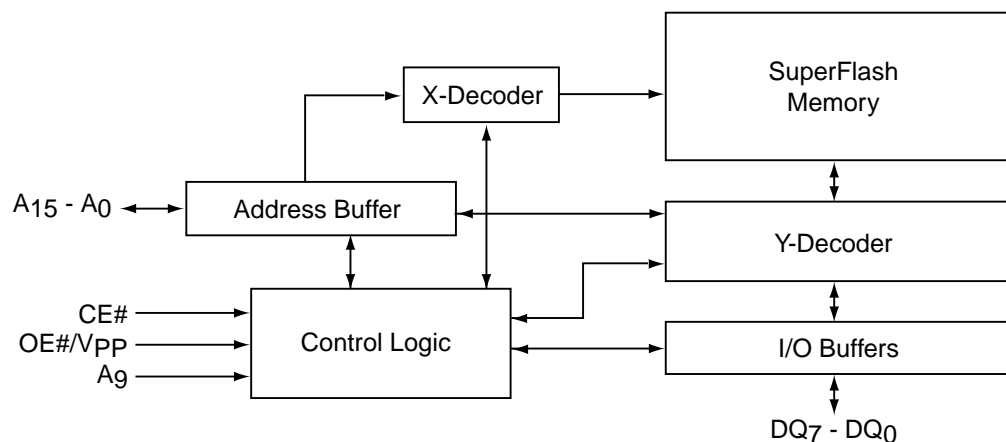 SuperFlash
Memory
X-Decoder
A15 - A0
Address Buffer
Y-Decoder
CE#
OE#/VPP
A9
Control Logic
I/O Buffers
DQ7 - DQ0